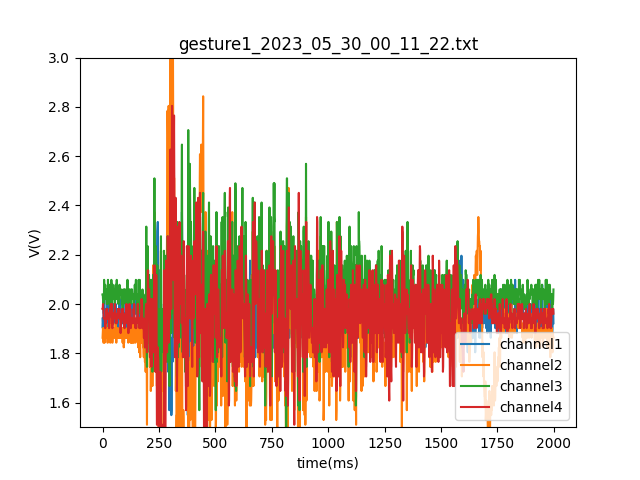 gesture1_2023_05_30_00_11_22.txt
3.0
2.8
2.6
2.4
2.2
2.0
1.8
1.6
V(V)
channel1
channel2
channel3
channel4
0 250 500 750 1000 1250 1500 1750 2000
time(ms)